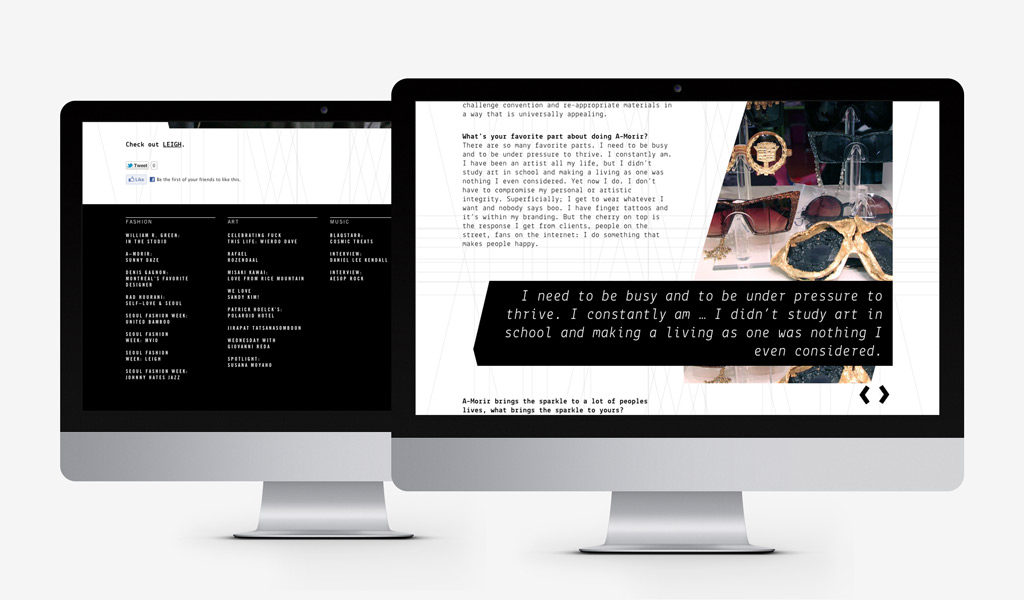 Check out LEIGH.
Tweet 0
Like Be the first of your friends to like this.
FASHION
WILLIAM R. GREEN:
IN THE STUDIO
A-MORIR:
SUNNY DAZE
DENIS GAGNON:
MONTREAL'S FAVORITE
DESIGNER
RAD HOURANI:
SELF-LOVE & SEOUL
SEOUL FASHION WEEK:
UNITED BAMBOO
SEOUL FASHION
WEEK: MVIO
SEOUL FASHION
WEEK: LEIGH
SEOUL FASHION WEEK:
JOHNNY HATES JAZZ
ART
CELEBRATING FUCK
THIS LIFE: WIERDO DAVE
RAFAEL
ROZENDAAL
MISAKI KAWAI:
LOVE FROM RICE MOUNTAIN
WE LOVE
SANDY KIM!
PATRICK HOELCK'S:
POLAROID HOTEL
JIRAPAT TATSANASOMBOON
WEDNESDAY WITH
GIOVANNI REDA
SPOTLIGHT:
SUSANA MOYAHO
MUSIC
BLAQSTARR:
COSMIC TREATS
INTERVIEW:
DANIEL LEE KENDALL
INTERVIEW:
AESOP ROCK
challenge convention and re-appropriate materials in
a way that is universally appealing.
What's your favorite part about doing A-Morir?
There are so many favorite parts. I need to be busy
and to be under pressure to thrive. I constantly am.
I have been an artist all my life, but I didn't
study art in school and making a living as one was
nothing I even considered. Yet now I do. I don't
have to compromise my personal or artistic
integrity. Superficially; I get to wear whatever I
want and nobody says boo. I have finger tattoos and
it's within my branding. But the cherry on top is
the response I get from clients, people on the
street, fans on the internet: I do something that
makes people happy.
I need to be busy and to be under pressure to
thrive. I constantly am … I didn't study art in
school and making a living as one was nothing I
even considered.
A-Morir brings the sparkle to a lot of peoples
lives, what brings the sparkle to yours?